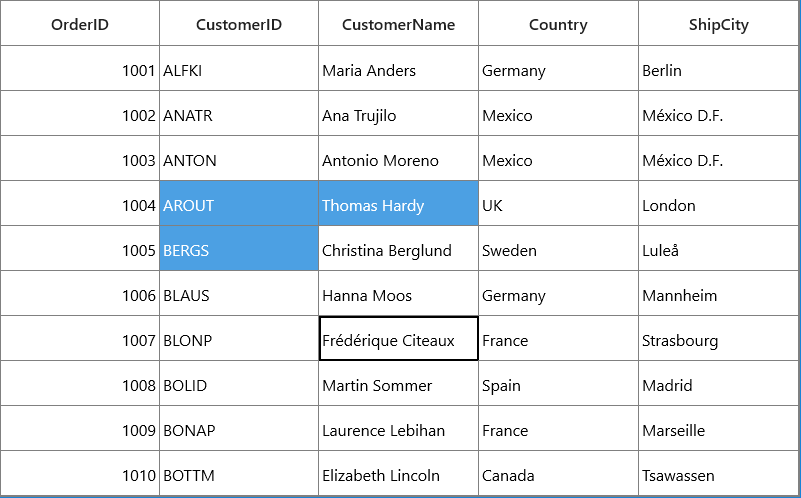 OrderID CustomerID CustomerName Country ShipCity
1001 ALFKI Maria Anders Germany Berlin
1002 ANATR Ana Trujilo Mexico México D.F.
1003 ANTON Antonio Moreno Mexico México D.F.
1004 AROUT Thomas Hardy UK London
1005 BERGS Christina Berglund Sweden Luleå
1006 BLAUS Hanna Moos Germany Mannheim
1007 BLONP Frédérique Citeaux France Strasbourg
1008 BOLID Martin Sommer Spain Madrid
1009 BONAP Laurence Lebihan France Marseille
1010 BOTTM Elizabeth Lincoln Canada Tsawassen